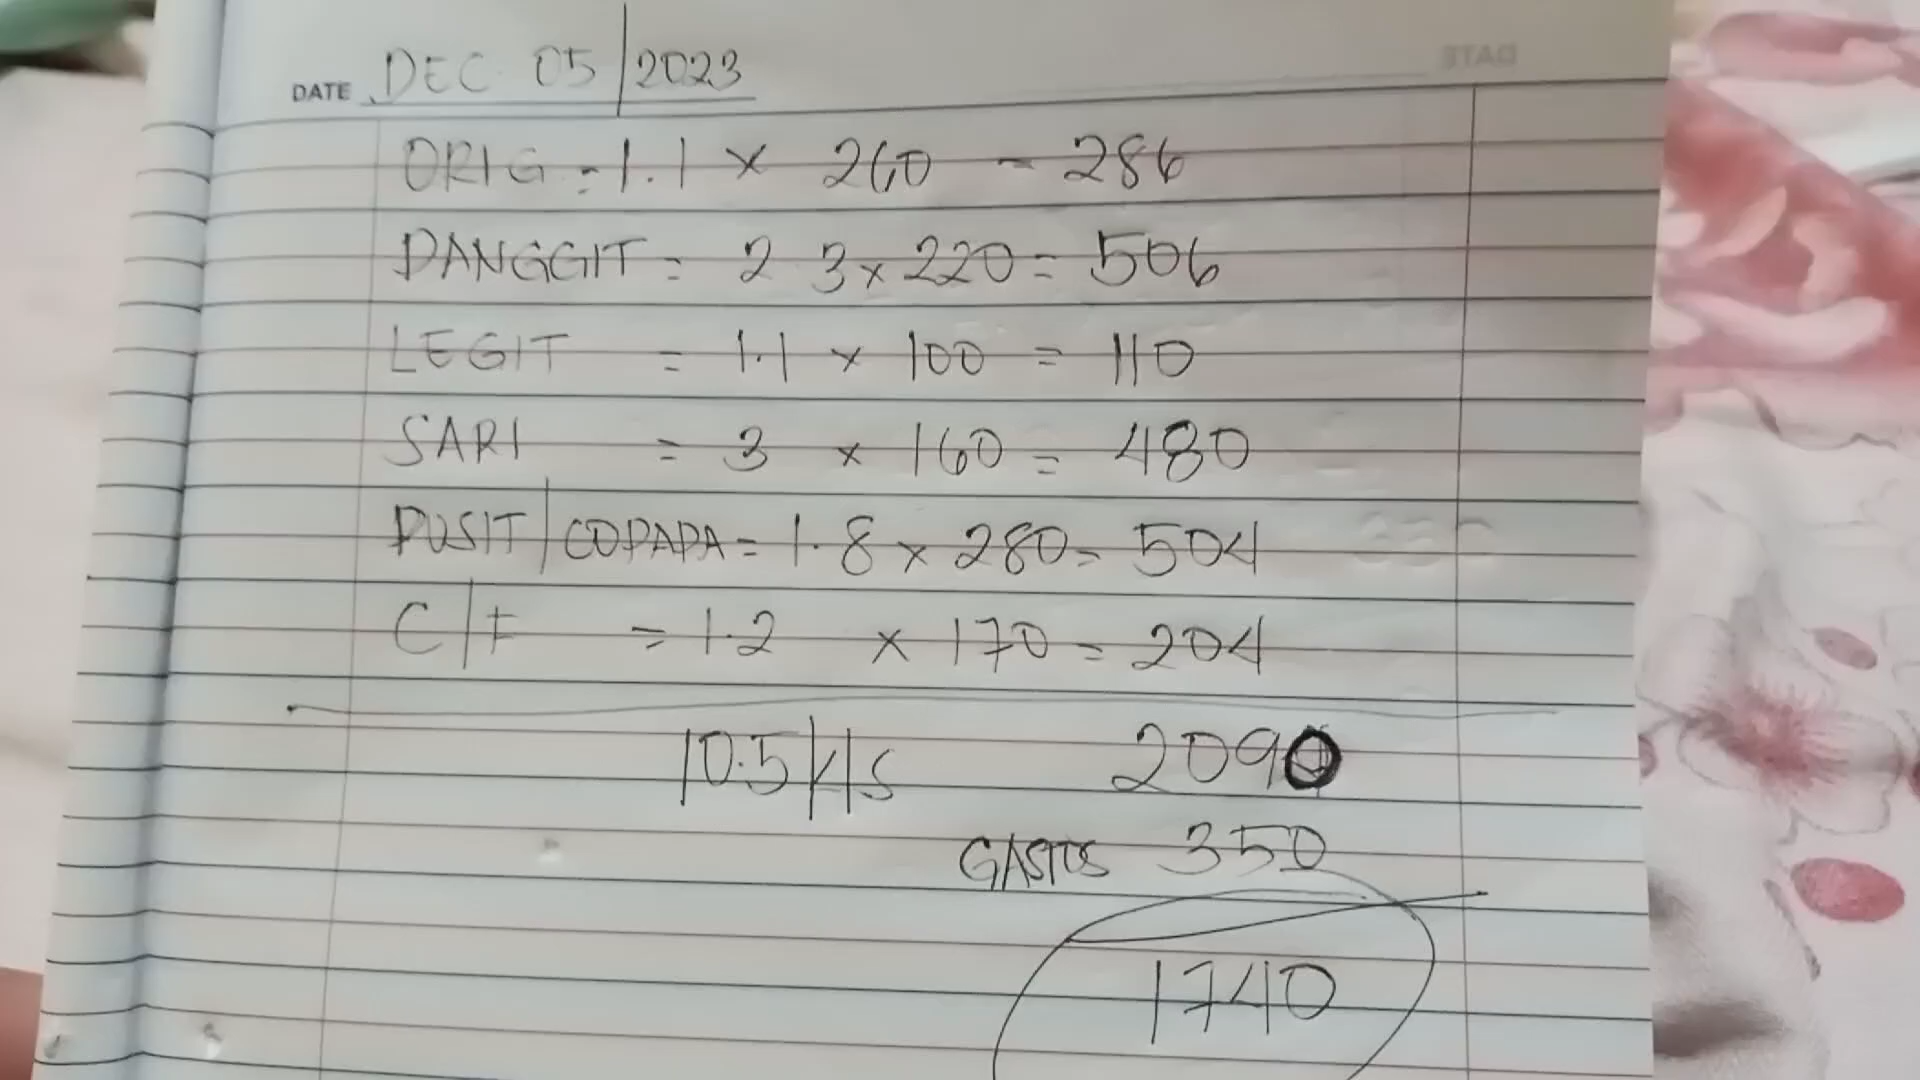 DATE DEC 05/2023
ORIG = 1.1 x 260 - 286
DANGGIT = 2 3 x 220 = 506
LEGIT = 1.1 x 100 = 110
SARI = 3 x 160 = 480
PUSIT/COPAPA = 1.8 x 280 = 504
C/F = 1.2 x 170 = 204
10.5 kls 2090
GASTOS 350
1740